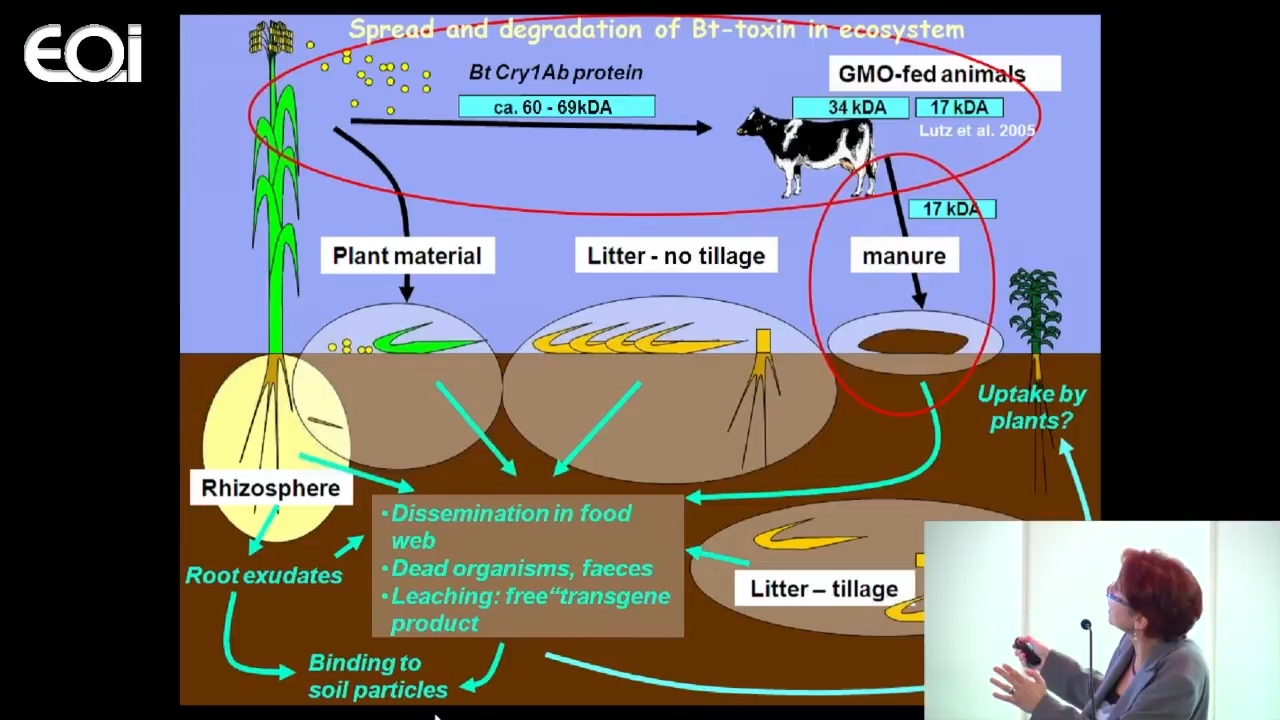 EOi
Spread and degradation of Bt-toxin in ecosystem
Bt Cry1Ab protein
GMO-fed animals
ca. 60 - 69kDA
34 kDA
17 kDA
Lutz et al. 2005
17 kDA
Plant material
Litter - no tillage
manure
Uptake by
plants?
Rhizosphere
•Dissemination in food
web
•Dead organisms, faeces
•Leaching: free“transgene
product
Root exudates
Litter – tillage
Binding to
soil particles